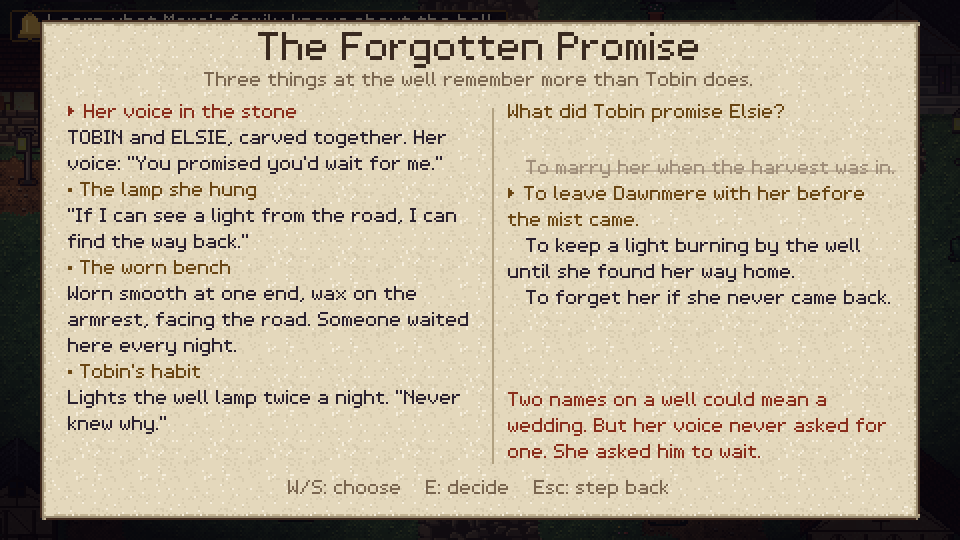 The Forgotten Promise
Three things at the well remember more than Tobin does.
Her voice in the stone
TOBIN and ELSIE, carved together. Her
voice: "You promised you'd wait for me."
• The lamp she hung
"If I can see a light from the road, I can
find the way back."
• The worn bench
Worn smooth at one end, wax on the
armrest, facing the road. Someone waited
here every night.
• Tobin's habit
Lights the well lamp twice a night. "Never
knew why."
What did Tobin promise Elsie?
To marry her when the harvest was in.
To leave Dawnmere with her before
the mist came.
To keep a light burning by the well
until she found her way home.
To forget her if she never came back.
Two names on a well could mean a
wedding. But her voice never asked for
one. She asked him to wait.
W/S: choose E: decide Esc: step back